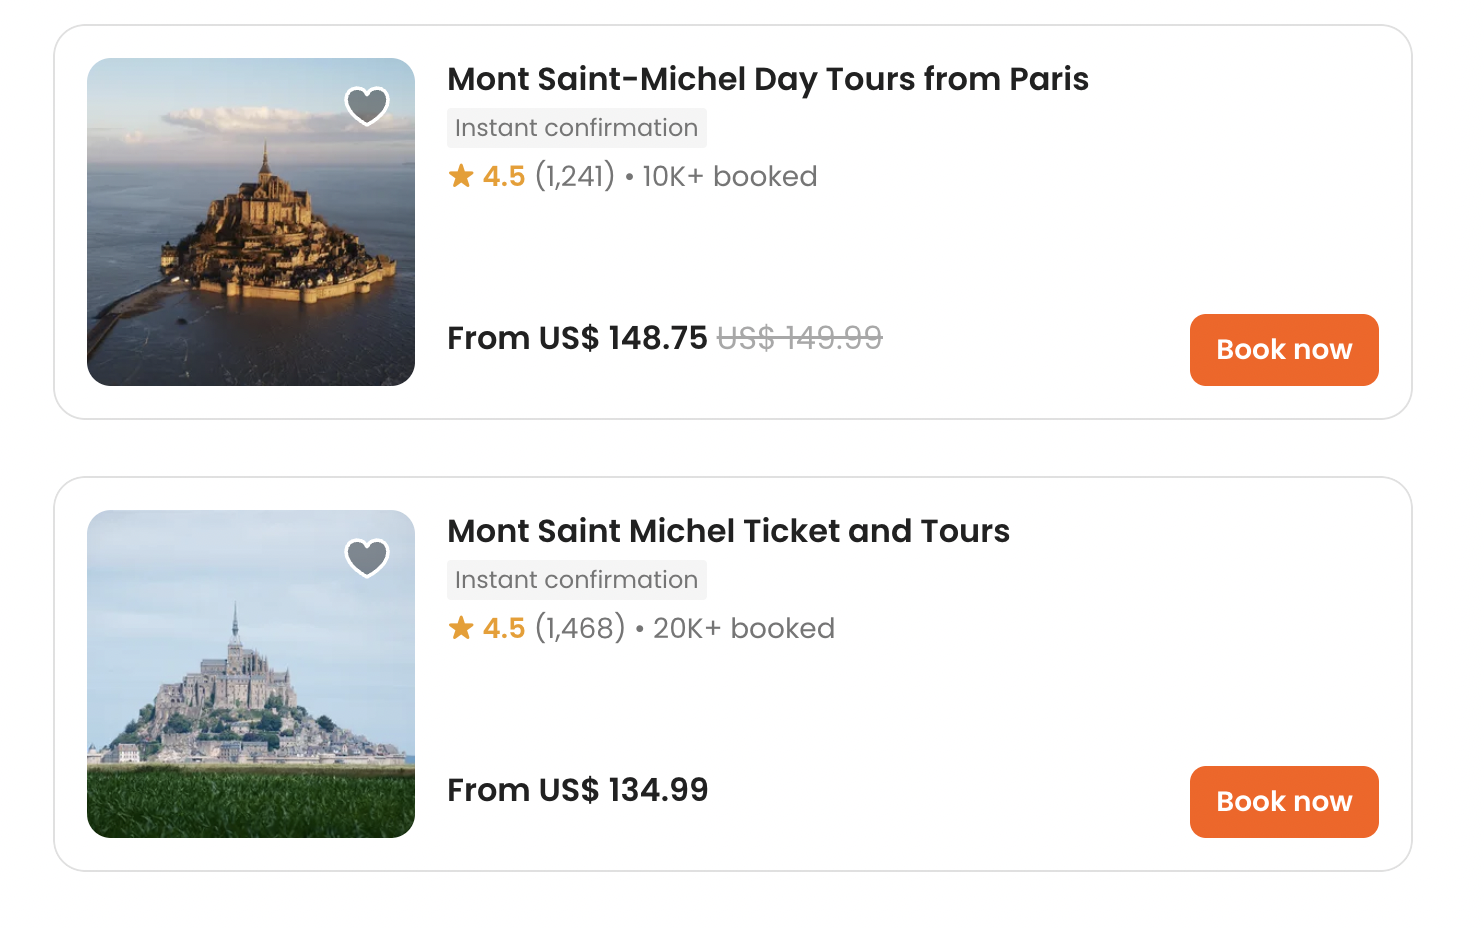 Mont Saint-Michel Day Tours from Paris
Instant confirmation
4.5 (1,241) • 10K+ booked
From US$ 148.75 US$ 149.99
Book now
Mont Saint Michel Ticket and Tours
Instant confirmation
4.5 (1,468) • 20K+ booked
From US$ 134.99
Book now